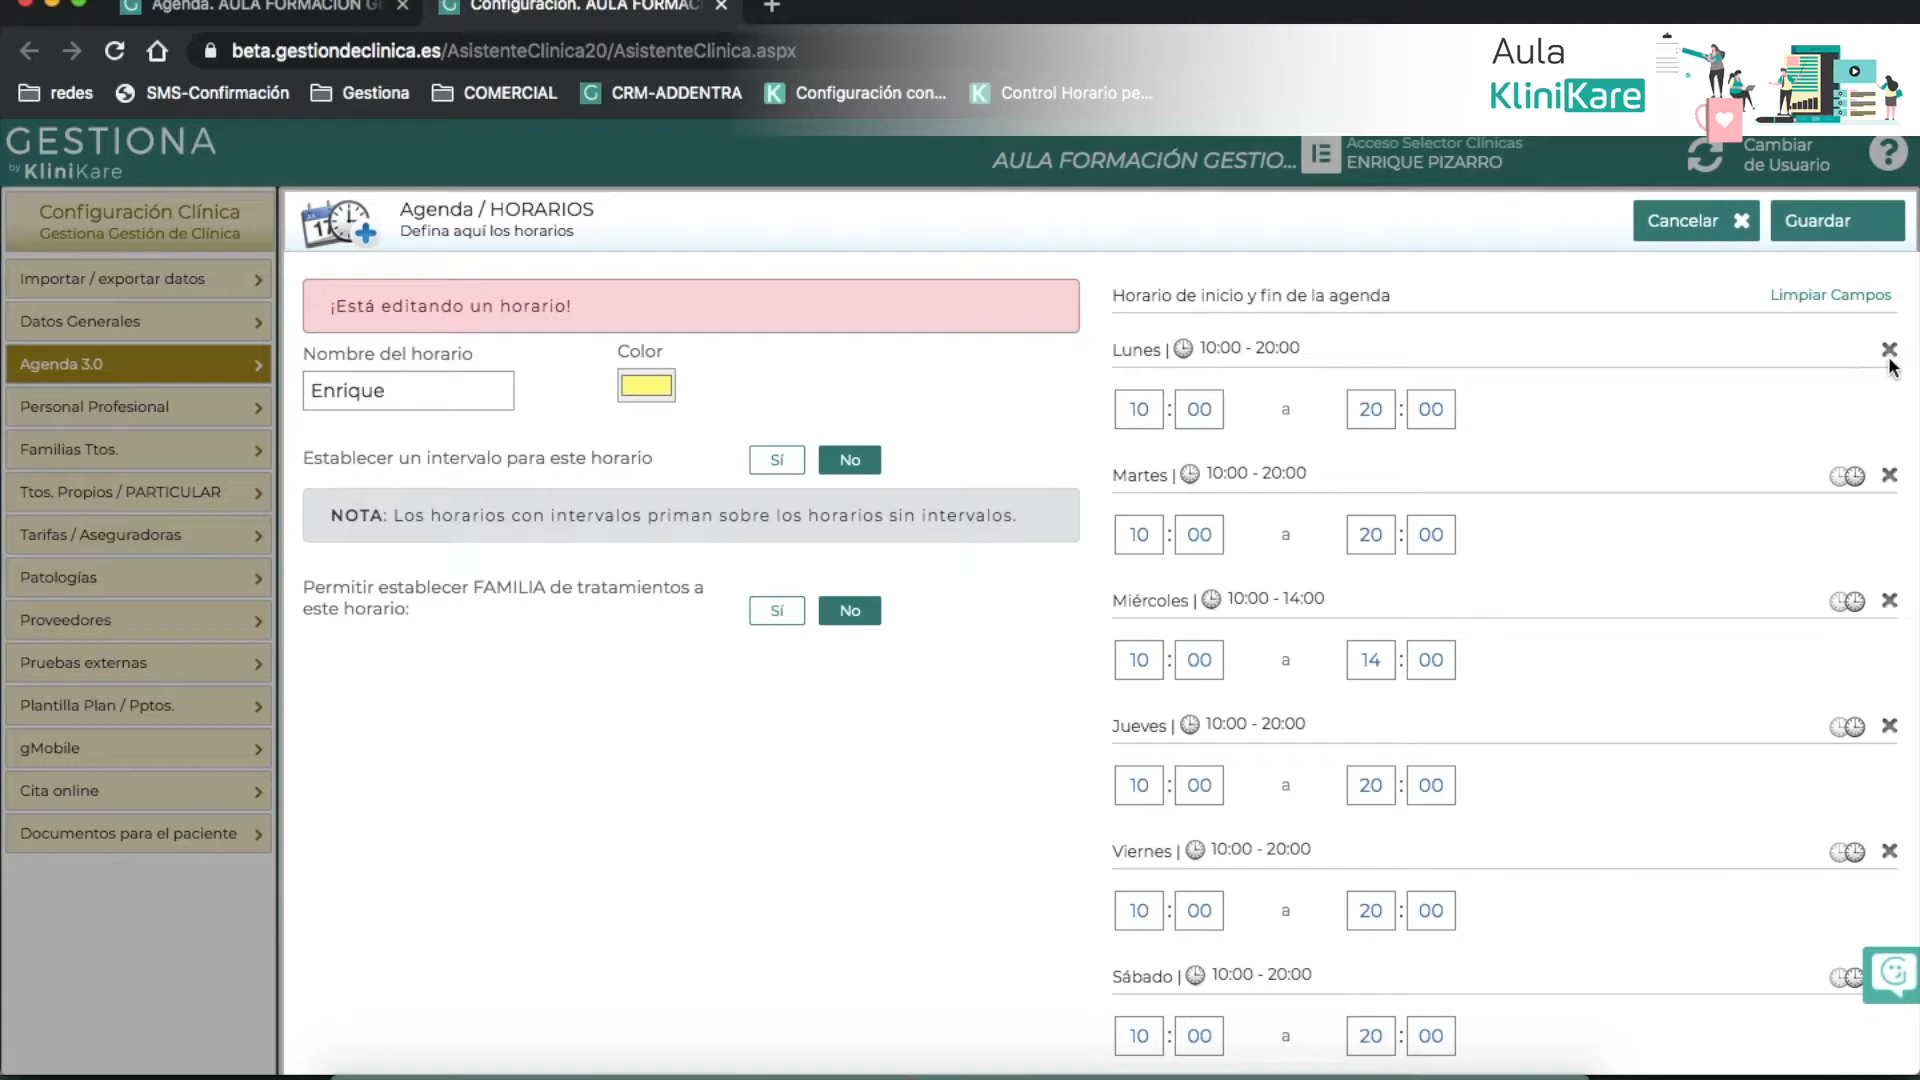 Agenda. AULA FORMACIÓN GE
Configuración. AULA FORMAC
beta.gestiondeclinica.es/AsistenteClinica20/AsistenteClinica.aspx
redes
SMS-Confirmación
Gestiona
COMERCIAL
CRM-ADDENTRA
Configuración con...
Control Horario pe...
Aula
KliniKare
GESTIONA
by KliniKare
AULA FORMACIÓN GESTIO...
Acceso Selector Clínicas
ENRIQUE PIZARRO
Cambiar
de Usuario
Configuración Clínica
Gestiona Gestión de Clínica
Importar / exportar datos
Datos Generales
Agenda 3.0
Personal Profesional
Familias Ttos.
Ttos. Propios / PARTICULAR
Tarifas / Aseguradoras
Patologías
Proveedores
Pruebas externas
Plantilla Plan / Pptos.
gMobile
Cita online
Documentos para el paciente
Agenda / HORARIOS
Defina aquí los horarios
Cancelar
Guardar
¡Está editando un horario!
Nombre del horario
Color
Enrique
Establecer un intervalo para este horario
Sí
No
NOTA: Los horarios con intervalos priman sobre los horarios sin intervalos.
Permitir establecer FAMILIA de tratamientos a
este horario:
Sí
No
Horario de inicio y fin de la agenda
Limpiar Campos
Lunes | 10:00 - 20:00
10 : 00 a 20 : 00
Martes | 10:00 - 20:00
10 : 00 a 20 : 00
Miércoles | 10:00 - 14:00
10 : 00 a 14 : 00
Jueves | 10:00 - 20:00
10 : 00 a 20 : 00
Viernes | 10:00 - 20:00
10 : 00 a 20 : 00
Sábado | 10:00 - 20:00
10 : 00 a 20 : 00